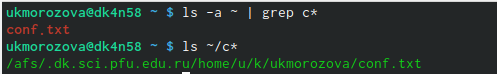 ukmorozova@dk4n58 ~ $ ls -a ~ | grep c*
conf.txt
ukmorozova@dk4n58 ~ $ ls ~/c*
/afs/.dk.sci.pfu.edu.ru/home/u/k/ukmorozova/conf.txt